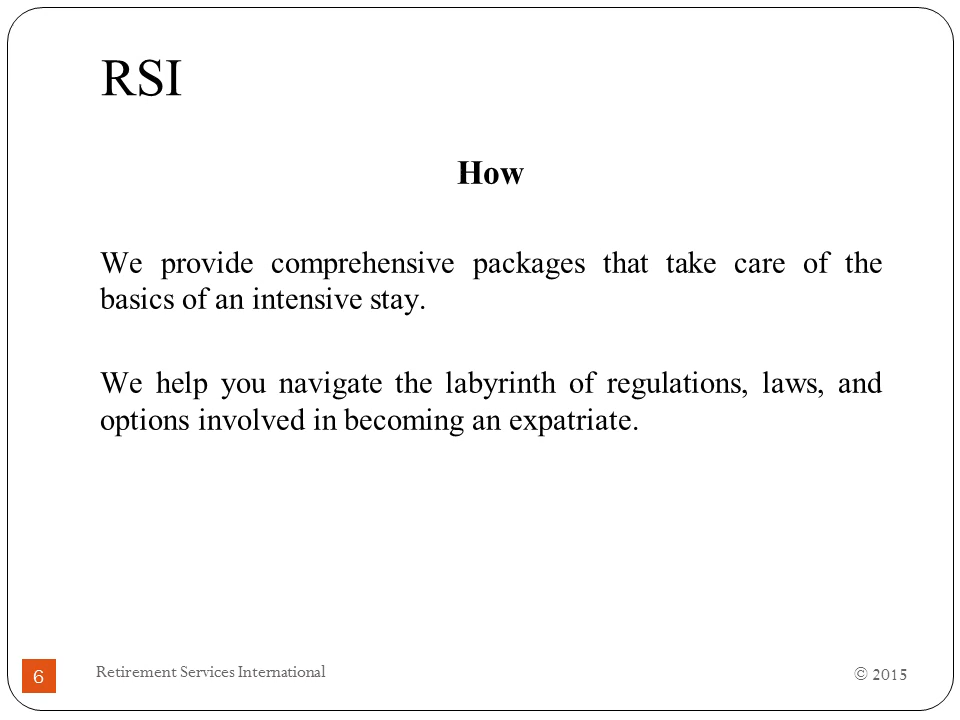 RSI
How
We provide comprehensive packages that take care of the
basics of an intensive stay.
We help you navigate the labyrinth of regulations, laws, and
options involved in becoming an expatriate.
6
Retirement Services International
© 2015